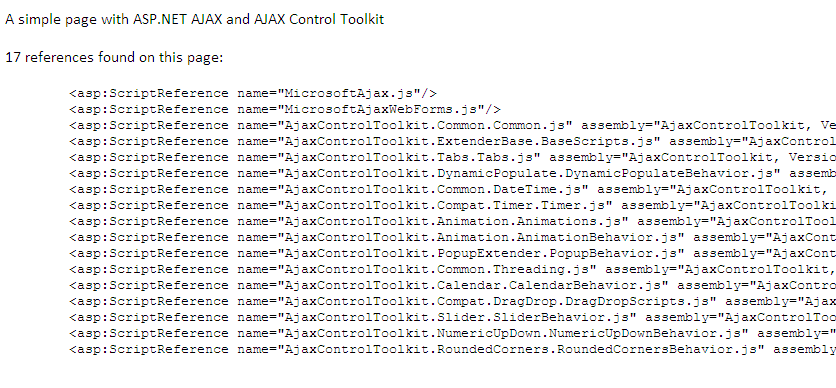 A simple page with ASP.NET AJAX and AJAX Control Toolkit
17 references found on this page:
<asp:ScriptReference name="MicrosoftAjax.js"/>
<asp:ScriptReference name="MicrosoftAjaxWebForms.js"/>
<asp:ScriptReference name="AjaxControlToolkit.Common.Common.js" assembly="AjaxControlToolkit, Ve
<asp:ScriptReference name="AjaxControlToolkit.ExtenderBase.BaseScripts.js" assembly="AjaxControl
<asp:ScriptReference name="AjaxControlToolkit.Tabs.Tabs.js" assembly="AjaxControlToolkit, Versio
<asp:ScriptReference name="AjaxControlToolkit.DynamicPopulate.DynamicPopulateBehavior.js" assemb
<asp:ScriptReference name="AjaxControlToolkit.Common.DateTime.js" assembly="AjaxControlToolkit,
<asp:ScriptReference name="AjaxControlToolkit.Compat.Timer.Timer.js" assembly="AjaxControlToolki
<asp:ScriptReference name="AjaxControlToolkit.Animation.Animations.js" assembly="AjaxControlTool
<asp:ScriptReference name="AjaxControlToolkit.Animation.AnimationBehavior.js" assembly="AjaxCont
<asp:ScriptReference name="AjaxControlToolkit.PopupExtender.PopupBehavior.js" assembly="AjaxCont
<asp:ScriptReference name="AjaxControlToolkit.Common.Threading.js" assembly="AjaxControlToolkit,
<asp:ScriptReference name="AjaxControlToolkit.Calendar.CalendarBehavior.js" assembly="AjaxContro
<asp:ScriptReference name="AjaxControlToolkit.Compat.DragDrop.DragDropScripts.js" assembly="Ajax
<asp:ScriptReference name="AjaxControlToolkit.Slider.SliderBehavior.js" assembly="AjaxControlToo
<asp:ScriptReference name="AjaxControlToolkit.NumericUpDown.NumericUpDownBehavior.js" assembly="
<asp:ScriptReference name="AjaxControlToolkit.RoundedCorners.RoundedCornersBehavior.js" assembly